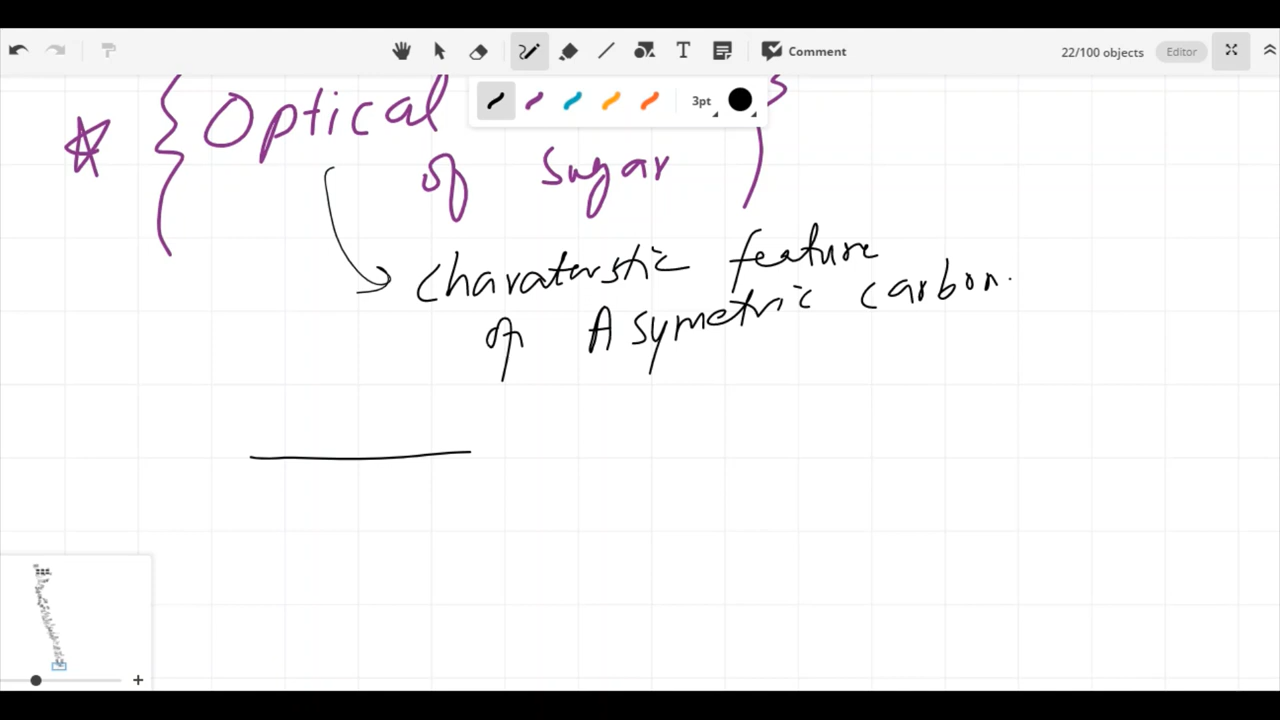 Comment
22/100 objects
Editor
3pt
Optical
of sugar
charaterstic feature
of Asymetric carbon.